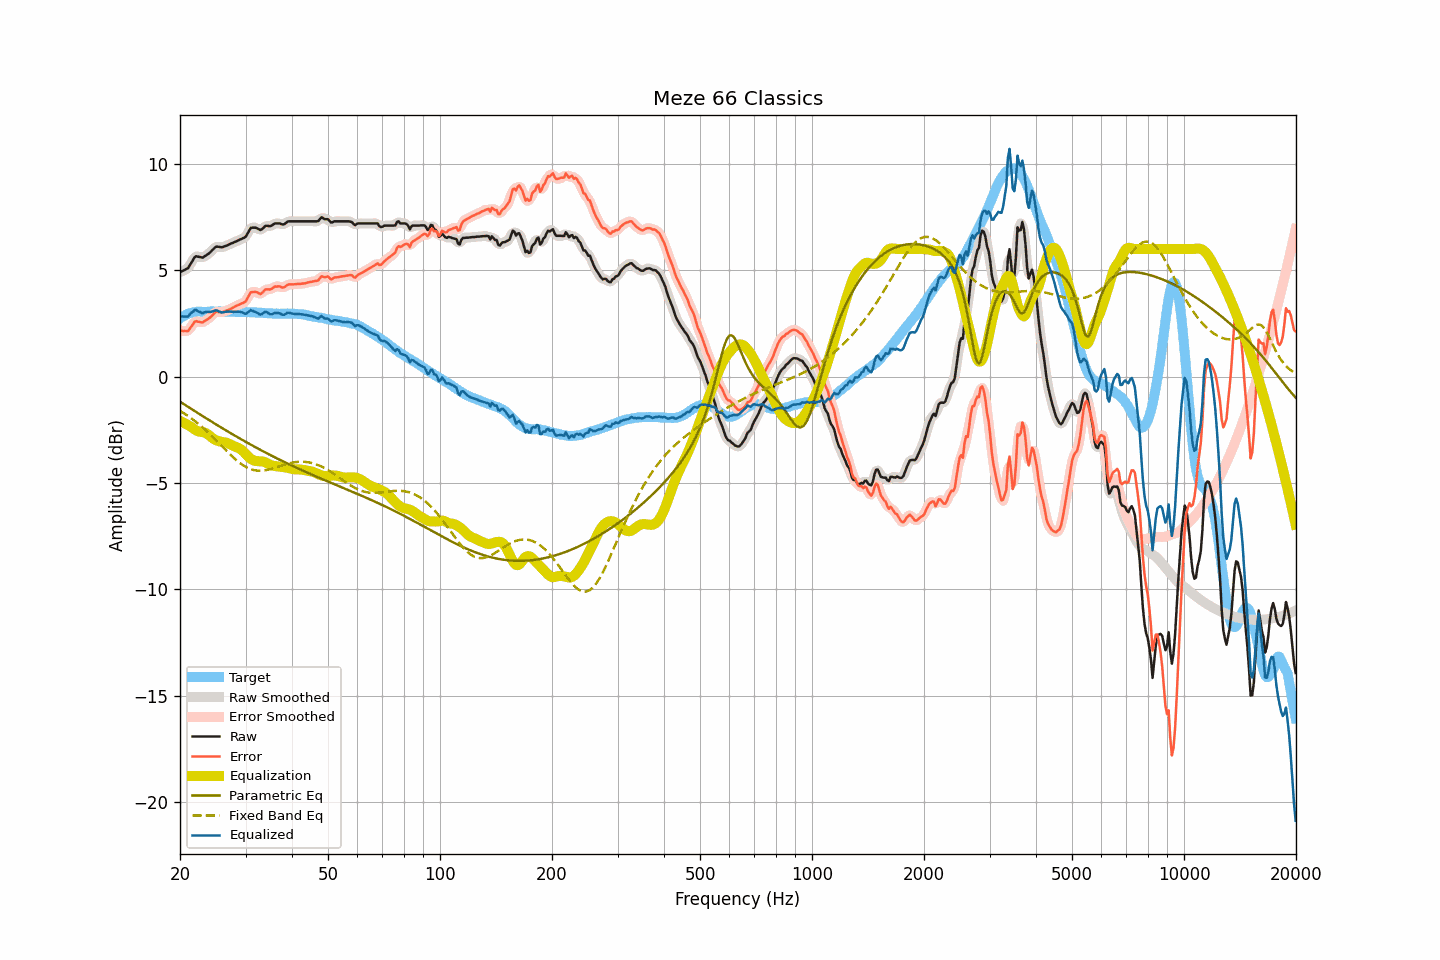 Meze 66 Classics
Amplitude (dBr)
10
5
0
−5
−10
−15
−20
Target
Raw Smoothed
Error Smoothed
Raw
Error
Equalization
Parametric Eq
Fixed Band Eq
Equalized
20 50 100 200 500 1000 2000 5000 10000 20000
Frequency (Hz)